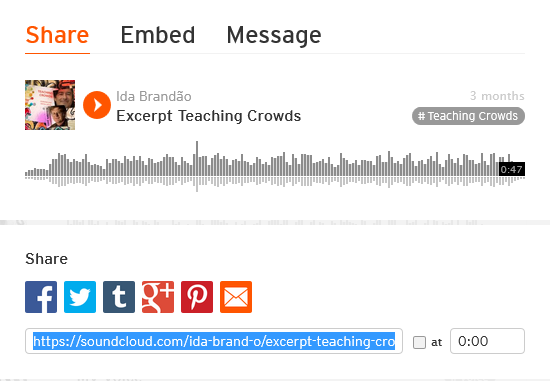 Share Embed Message
Ida Brandão 3 months
Excerpt Teaching Crowds # Teaching Crowds
0:47
Share
https://soundcloud.com/ida-brand-o/excerpt-teaching-cro at 0:00